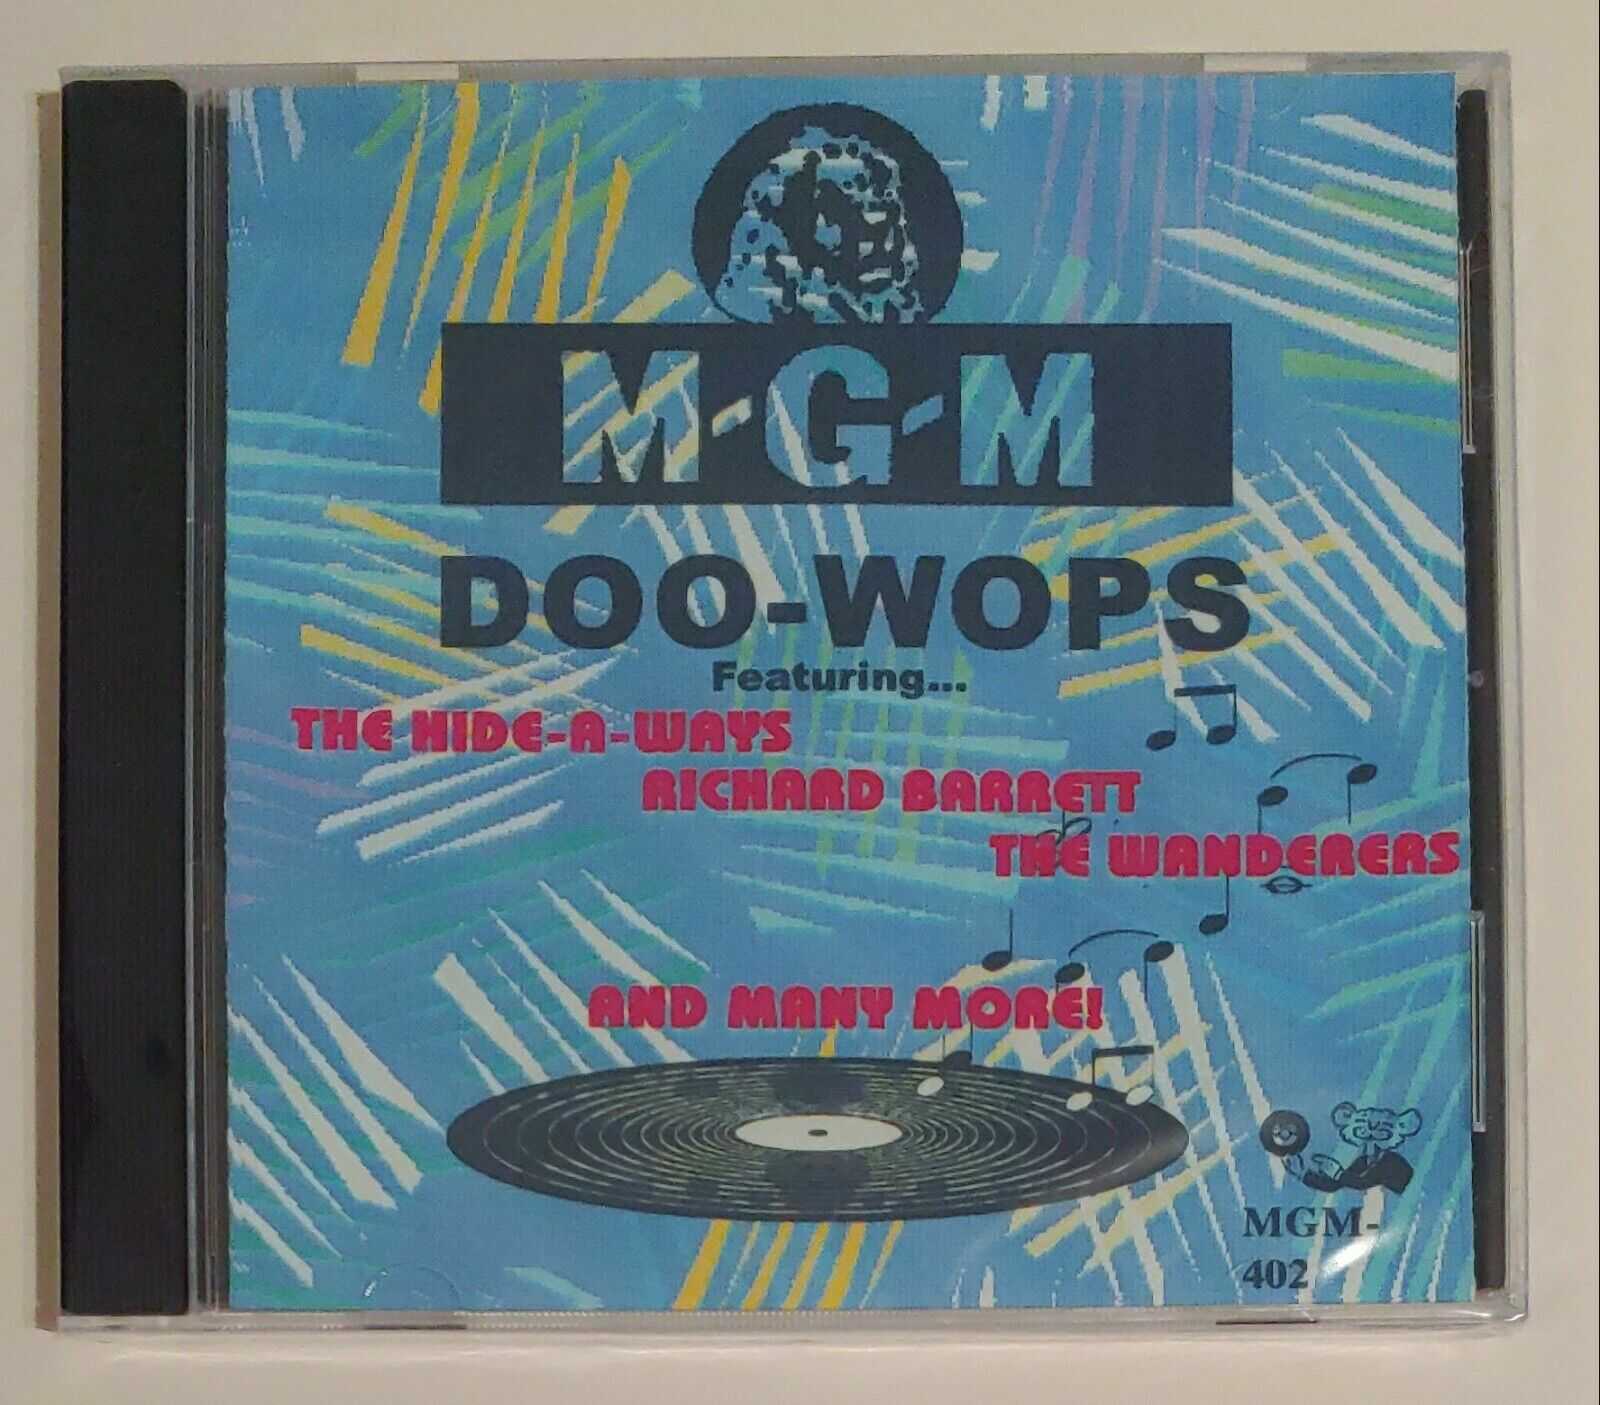 M-G-M
DOO-WOPS
Featuring...
THE HIDE-A-WAYS
RICHARD BARRETT
THE WANDERERS
AND MANY MORE!
MGM-
402